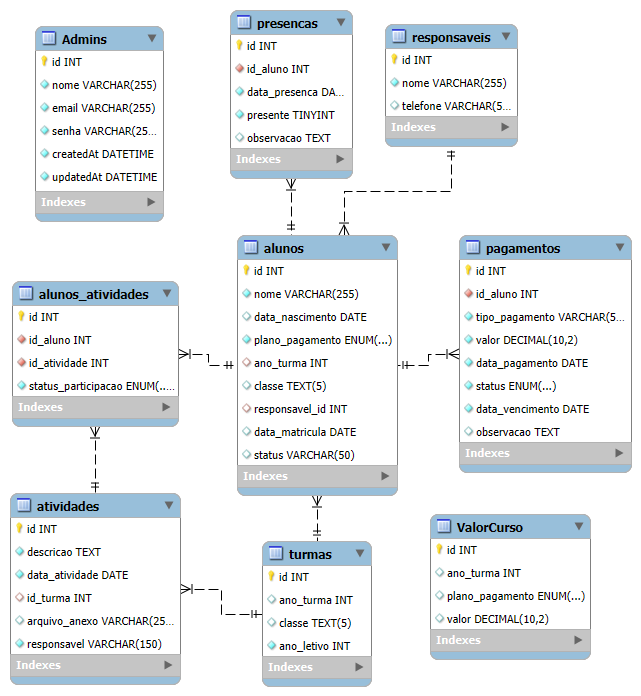 Admins
id INT
nome VARCHAR(255)
email VARCHAR(255)
senha VARCHAR(25...
createdAt DATETIME
updatedAt DATETIME
Indexes
presencas
id INT
id_aluno INT
data_presenca DA...
presente TINYINT
observacao TEXT
Indexes
responsaveis
id INT
nome VARCHAR(255)
telefone VARCHAR(5...
Indexes
alunos_atividades
id INT
id_aluno INT
id_atividade INT
status_participacao ENUM(...
Indexes
alunos
id INT
nome VARCHAR(255)
data_nascimento DATE
plano_pagamento ENUM(...)
ano_turma INT
classe TEXT(5)
responsavel_id INT
data_matricula DATE
status VARCHAR(50)
Indexes
pagamentos
id INT
id_aluno INT
tipo_pagamento VARCHAR(5...
valor DECIMAL(10,2)
data_pagamento DATE
status ENUM(...)
data_vencimento DATE
observacao TEXT
Indexes
atividades
id INT
descricao TEXT
data_atividade DATE
id_turma INT
arquivo_anexo VARCHAR(25...
responsavel VARCHAR(150)
Indexes
turmas
id INT
ano_turma INT
classe TEXT(5)
ano_letivo INT
Indexes
ValorCurso
id INT
ano_turma INT
plano_pagamento ENUM(...)
valor DECIMAL(10,2)
Indexes